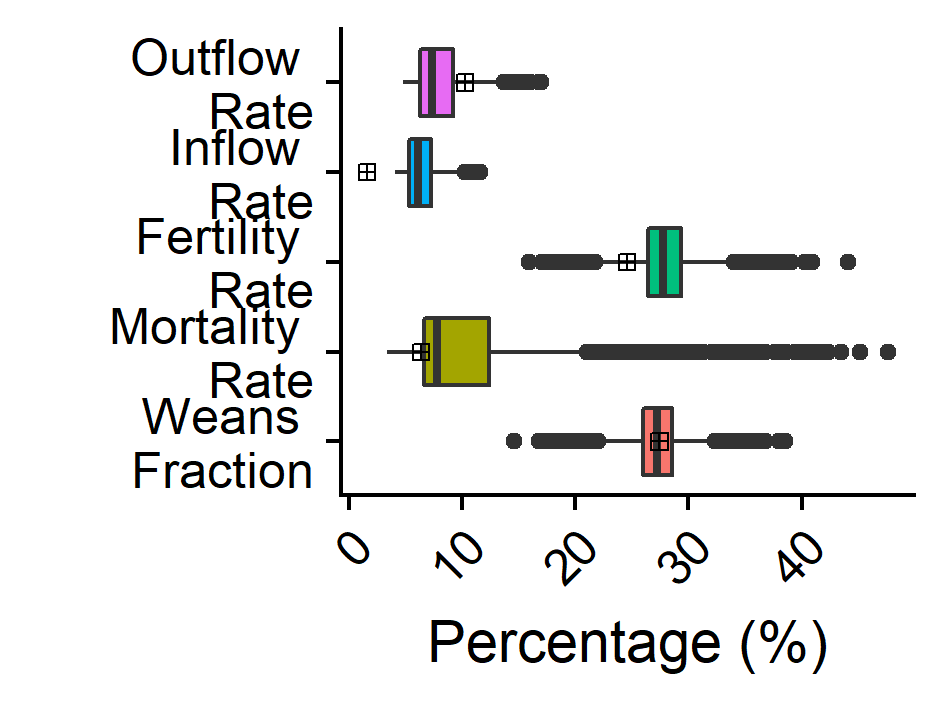 Outflow
Rate
Inflow
Rate
Fertility
Rate
Mortality
Rate
Weans
Fraction
0
10
20
30
40
Percentage (%)